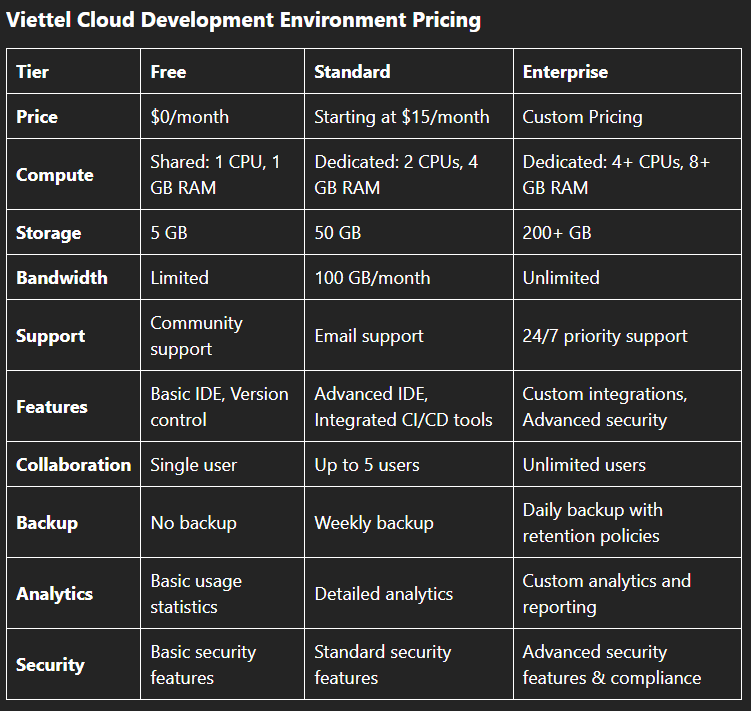 Viettel Cloud Development Environment Pricing
Tier Free Standard Enterprise
Price $0/month Starting at $15/month Custom Pricing
Compute Shared: 1 CPU, 1 GB RAM Dedicated: 2 CPUs, 4 GB RAM Dedicated: 4+ CPUs, 8+ GB RAM
Storage 5 GB 50 GB 200+ GB
Bandwidth Limited 100 GB/month Unlimited
Support Community support Email support 24/7 priority support
Features Basic IDE, Version control Advanced IDE, Integrated CI/CD tools Custom integrations, Advanced security
Collaboration Single user Up to 5 users Unlimited users
Backup No backup Weekly backup Daily backup with retention policies
Analytics Basic usage statistics Detailed analytics Custom analytics and reporting
Security Basic security features Standard security features Advanced security features & compliance